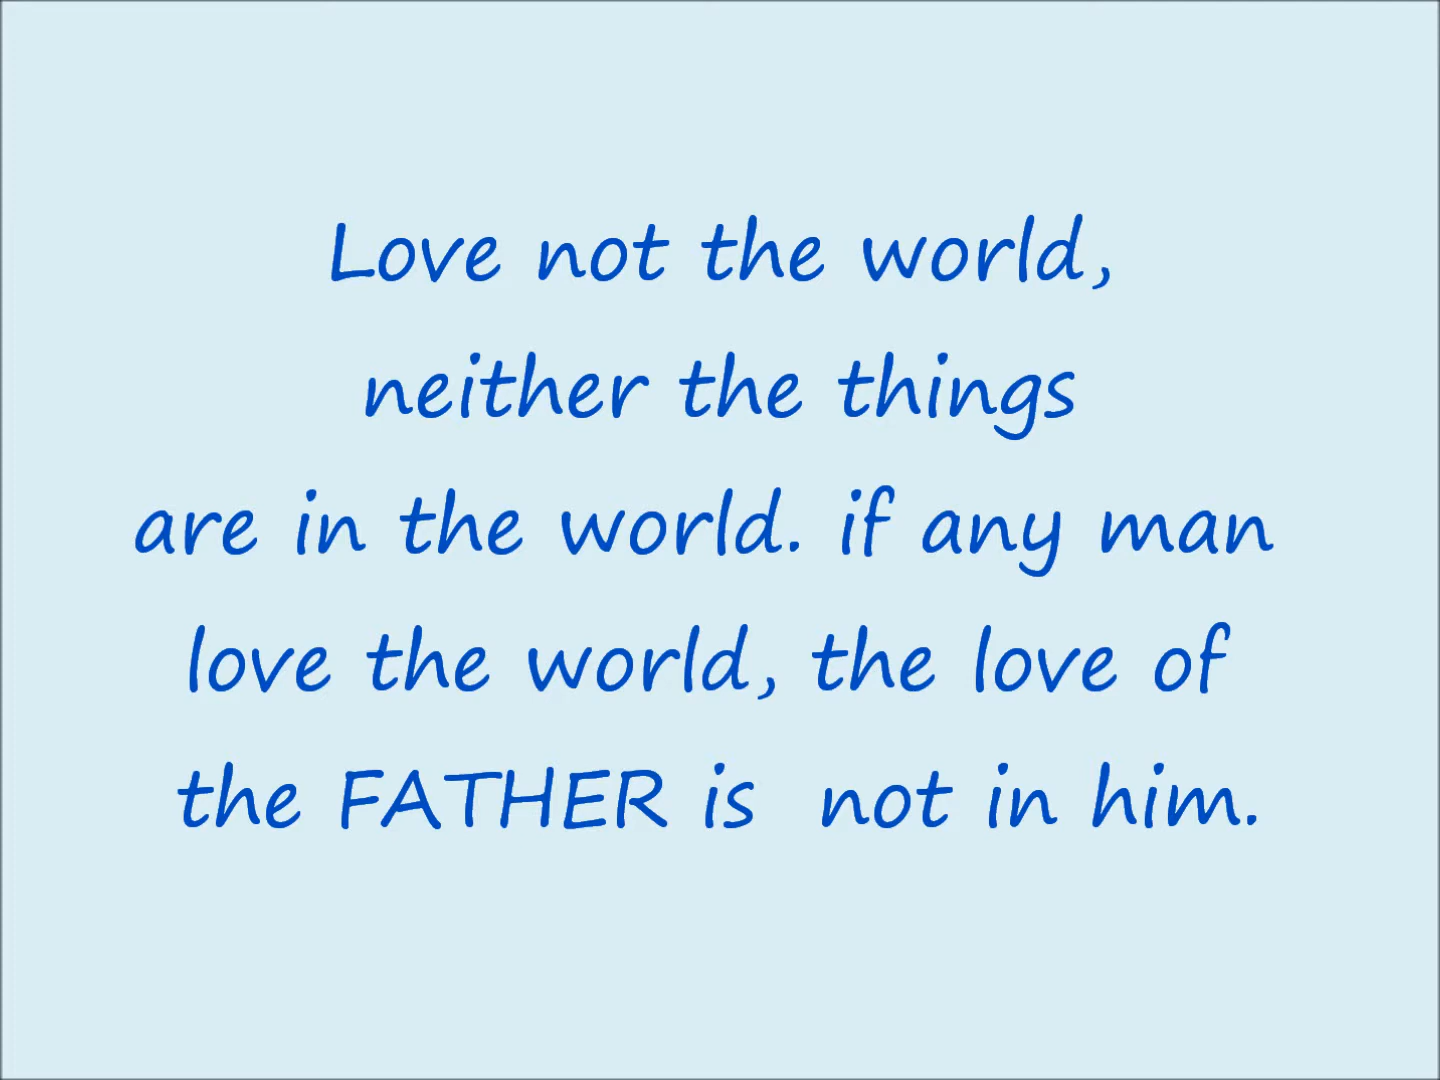 Love not the world,
neither the things
are in the world. if any man
love the world, the love of
the FATHER is  not in him.